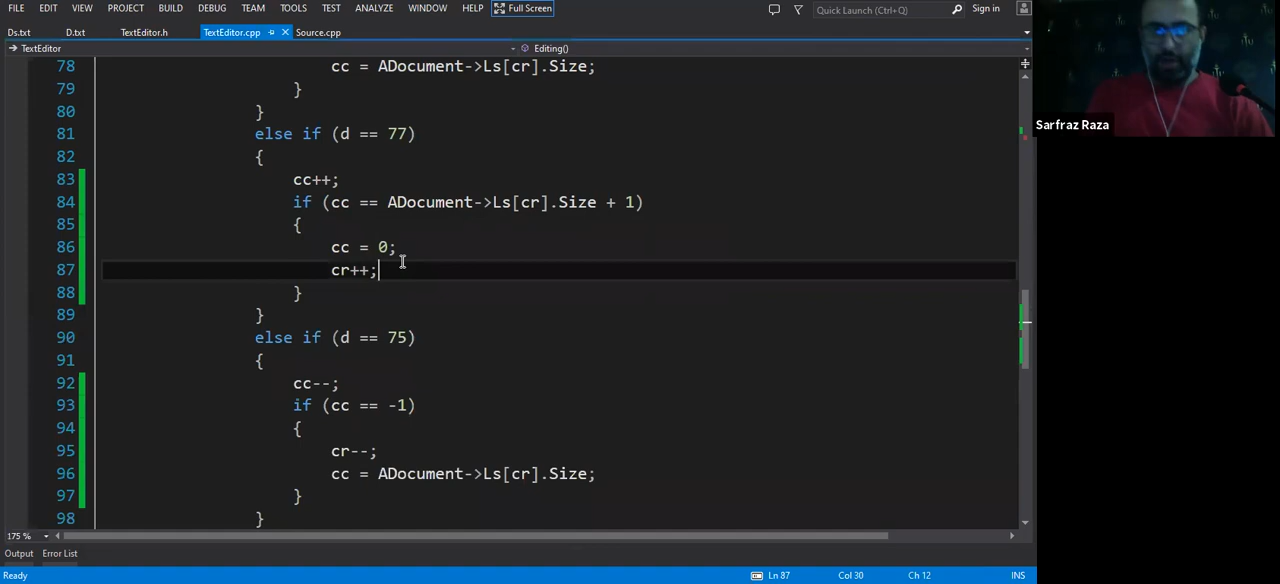 FILE EDIT VIEW PROJECT BUILD DEBUG TEAM TOOLS TEST ANALYZE WINDOW HELP Full Screen Quick Launch (Ctrl+Q) Sign in
Ds.txt D.txt TextEditor.h TextEditor.cpp Source.cpp
TextEditor Editing()
78 cc = ADocument->Ls[cr].Size;
79 }
80 }
81 else if (d == 77)
82 {
83 cc++;
84 if (cc == ADocument->Ls[cr].Size + 1)
85 {
86 cc = 0;
87 cr++;
88 }
89 }
90 else if (d == 75)
91 {
92 cc--;
93 if (cc == -1)
94 {
95 cr--;
96 cc = ADocument->Ls[cr].Size;
97 }
98 }
175 %
Output Error List
Ready Ln 87 Col 30 Ch 12 INS
Sarfraz Raza